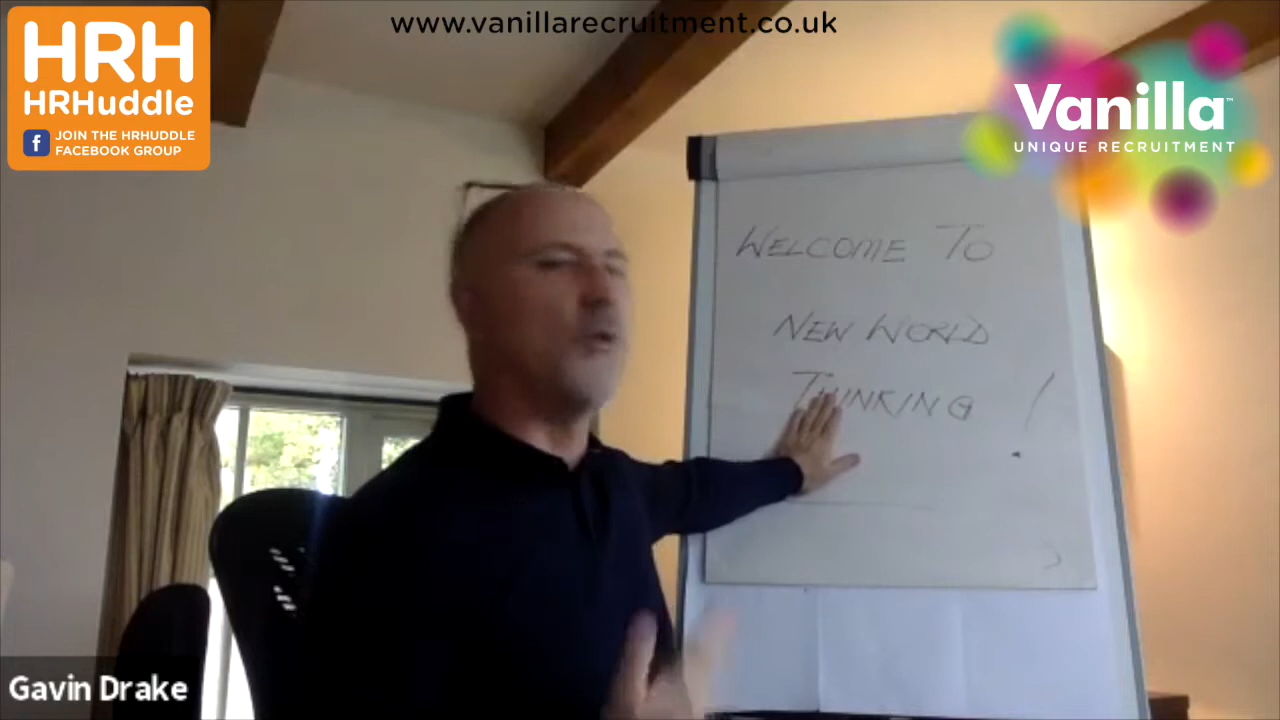 www.vanillarecruitment.co.uk
HRH
HRHuddle
f JOIN THE HRHUDDLE
FACEBOOK GROUP
Vanilla™
UNIQUE RECRUITMENT
WELCOME TO
NEW WORLD
THINKING !
Gavin Drake